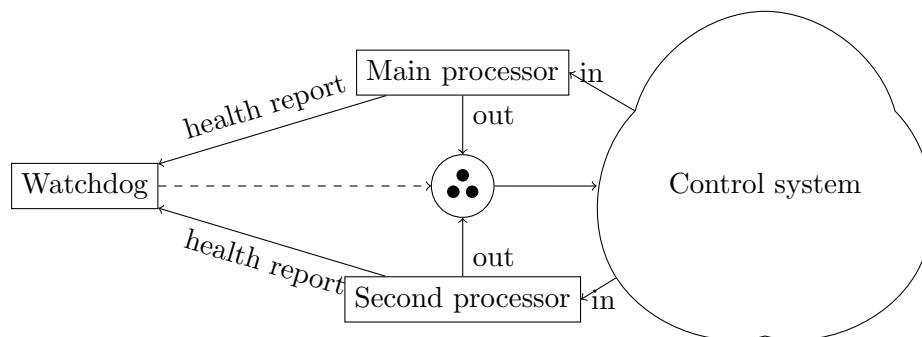 Main processor
in
health report
out
Watchdog
Control system
health report
out
Second processor
in